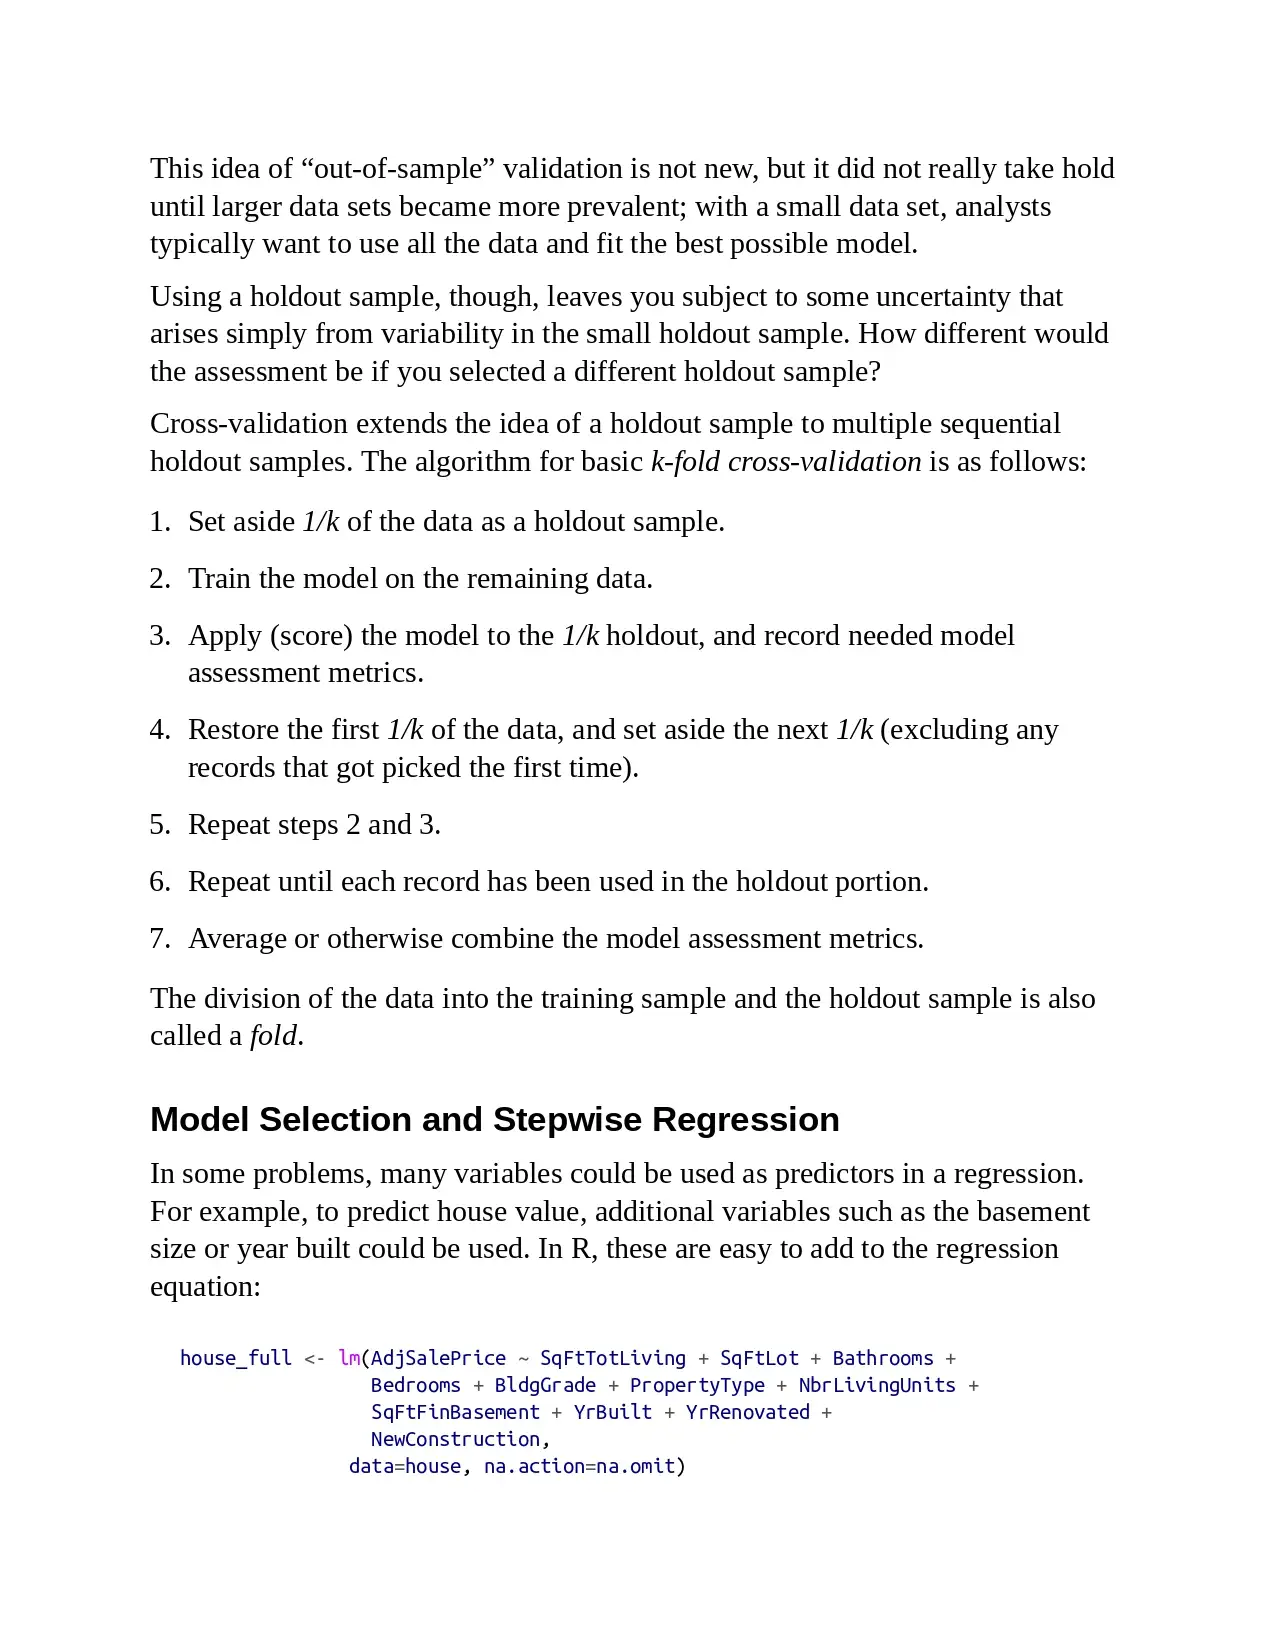 This idea of “out-of-sample” validation is not new, but it did not really take hold
until larger data sets became more prevalent; with a small data set, analysts
typically want to use all the data and fit the best possible model.
Using a holdout sample, though, leaves you subject to some uncertainty that
arises simply from variability in the small holdout sample. How different would
the assessment be if you selected a different holdout sample?
Cross-validation extends the idea of a holdout sample to multiple sequential
holdout samples. The algorithm for basic k-fold cross-validation is as follows:
1. Set aside 1/k of the data as a holdout sample.
2. Train the model on the remaining data.
3. Apply (score) the model to the 1/k holdout, and record needed model
assessment metrics.
4. Restore the first 1/k of the data, and set aside the next 1/k (excluding any
records that got picked the first time).
5. Repeat steps 2 and 3.
6. Repeat until each record has been used in the holdout portion.
7. Average or otherwise combine the model assessment metrics.
The division of the data into the training sample and the holdout sample is also
called a fold.
Model Selection and Stepwise Regression
In some problems, many variables could be used as predictors in a regression.
For example, to predict house value, additional variables such as the basement
size or year built could be used. In R, these are easy to add to the regression
equation:
house_full <- lm(AdjSalePrice ~ SqFtTotLiving + SqFtLot + Bathrooms +
Bedrooms + BldgGrade + PropertyType + NbrLivingUnits +
SqFtFinBasement + YrBuilt + YrRenovated +
NewConstruction,
data=house, na.action=na.omit)